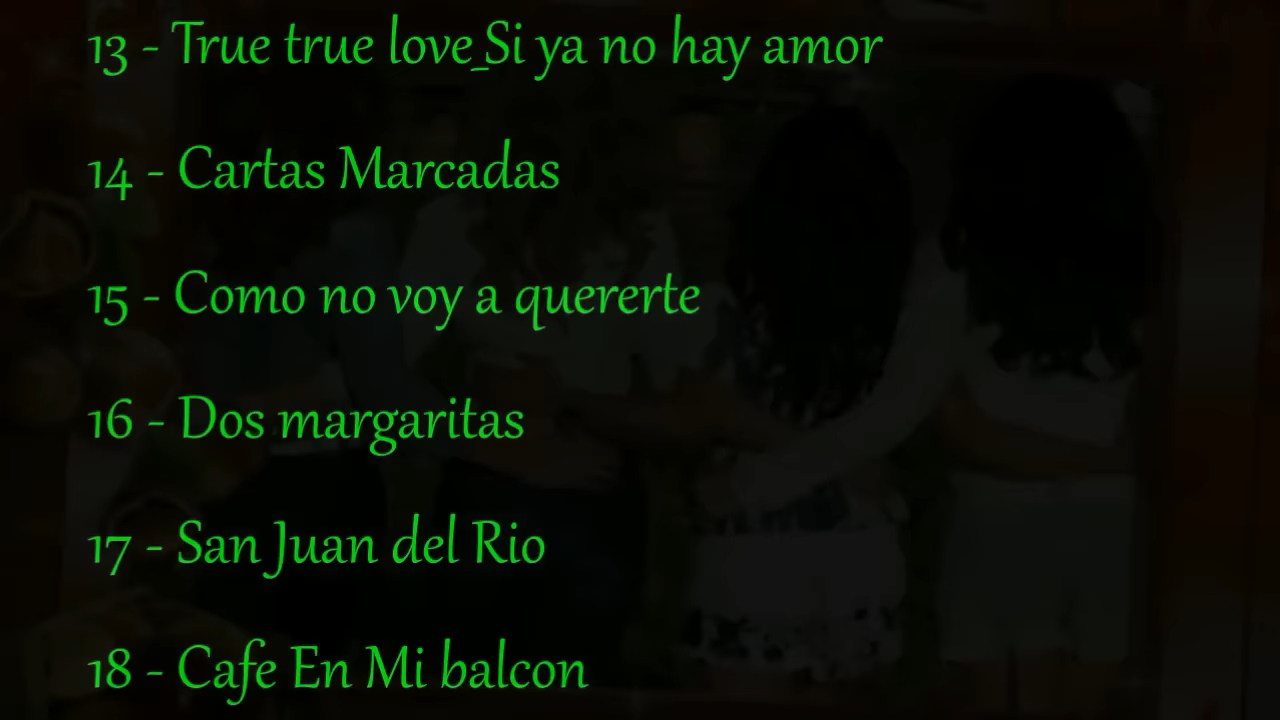 13 - True true love_Si ya no hay amor
14 - Cartas Marcadas
15 - Como no voy a quererte
16 - Dos margaritas
17 - San Juan del Rio
18 - Cafe En Mi balcon